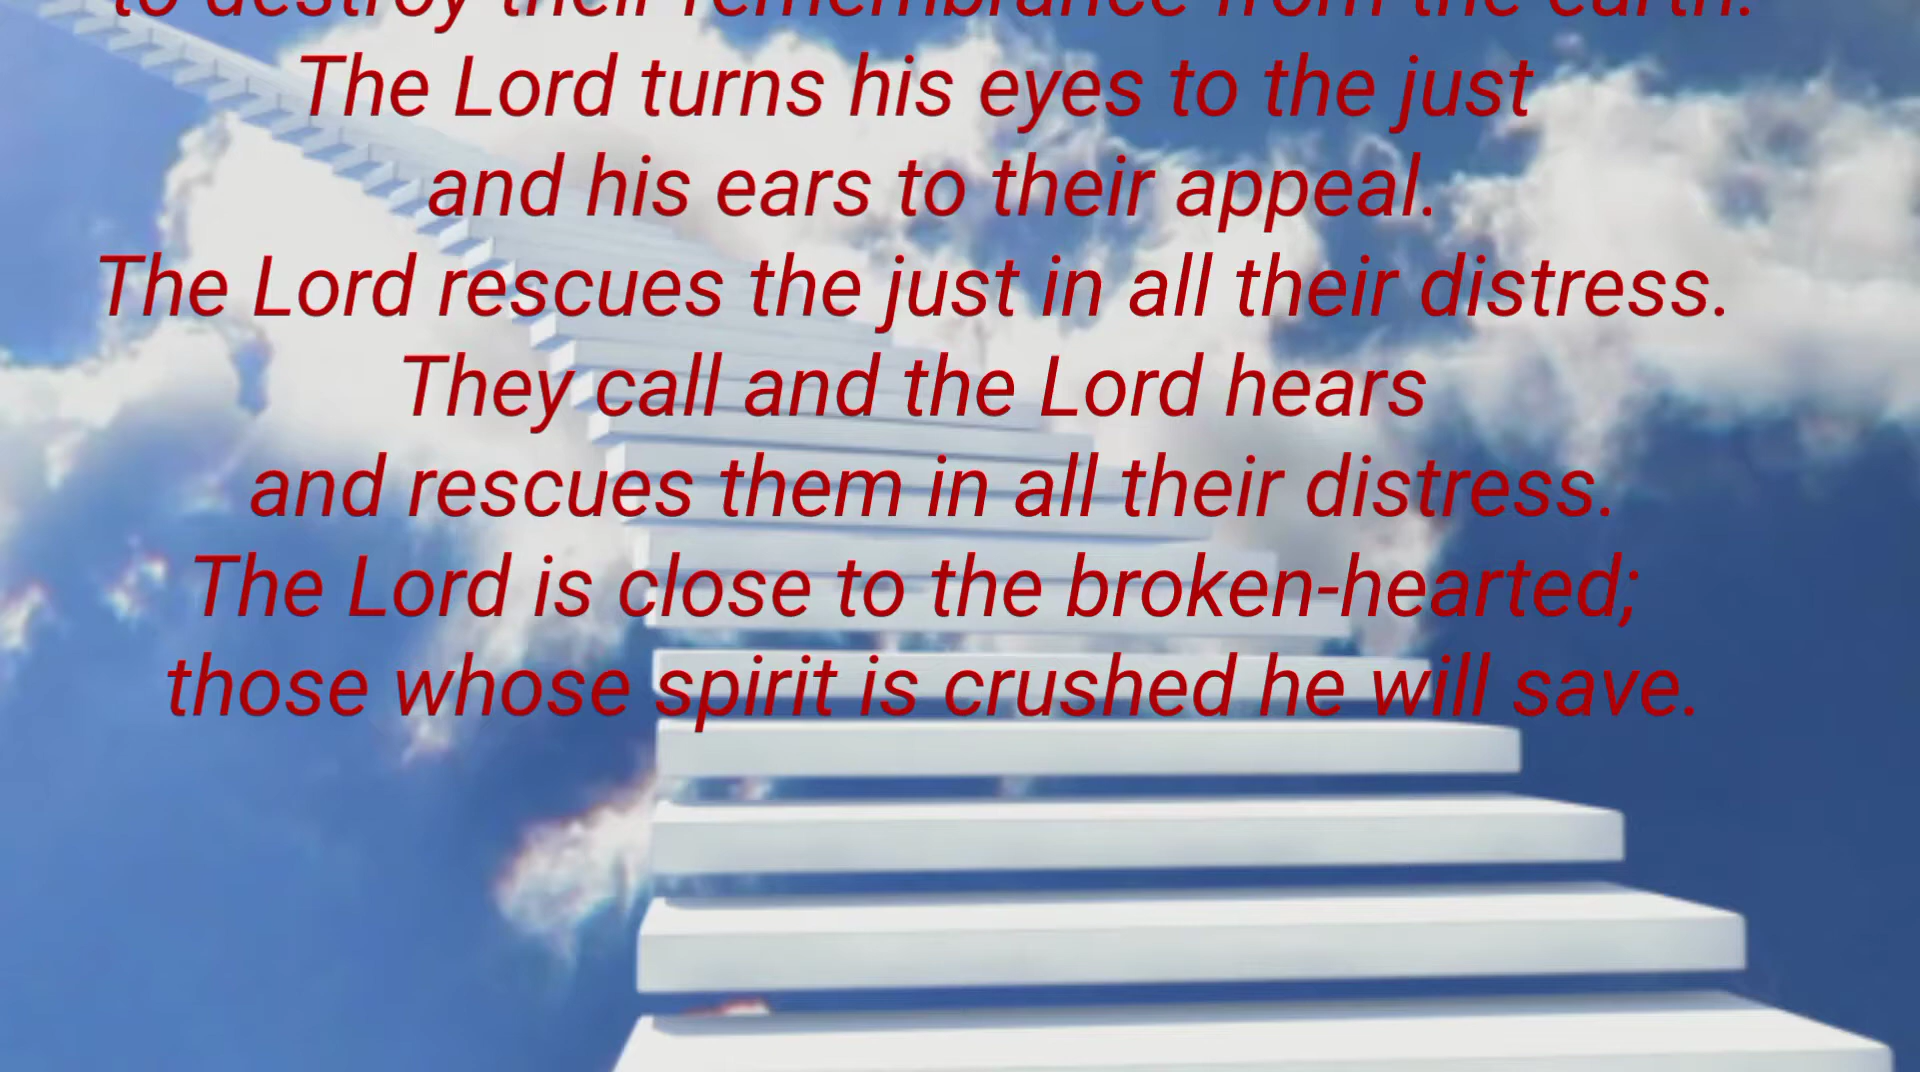 to destroy their remembrance from the earth.
The Lord turns his eyes to the just
and his ears to their appeal.
The Lord rescues the just in all their distress.
They call and the Lord hears
and rescues them in all their distress.
The Lord is close to the broken-hearted;
those whose spirit is crushed he will save.